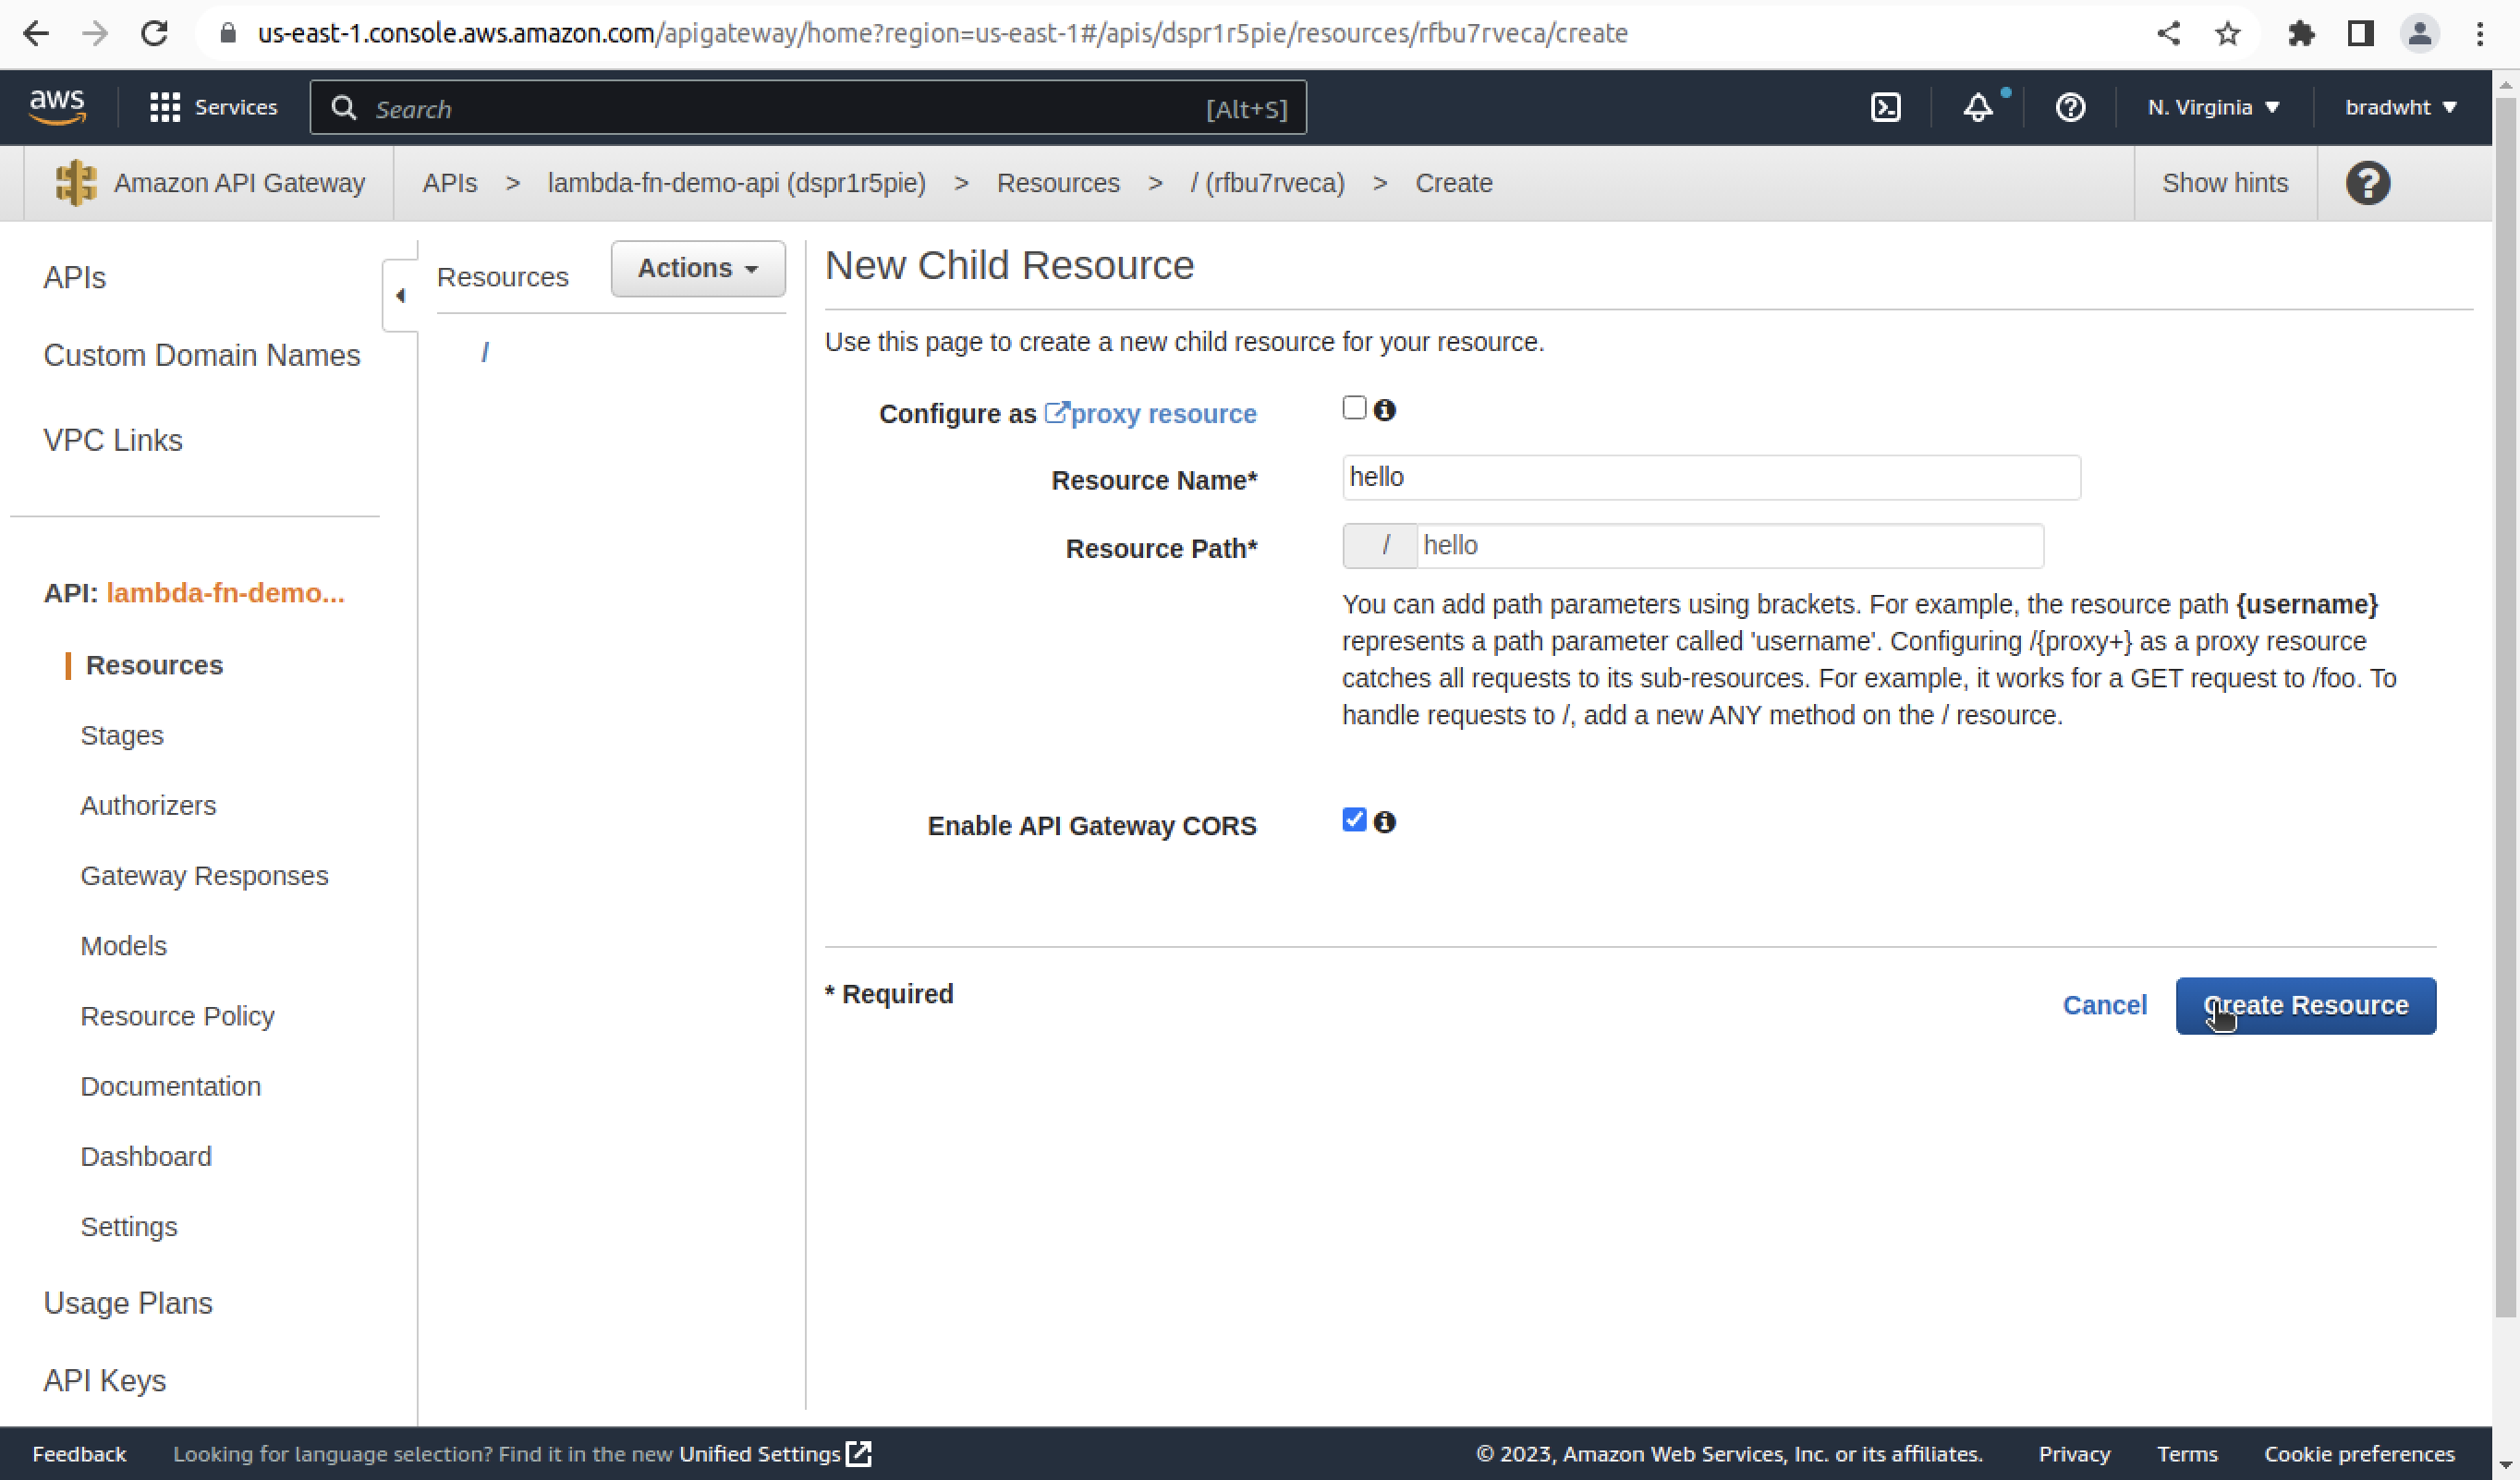 us-east-1.console.aws.amazon.com/apigateway/home?region=us-east-1#/apis/dspr1r5pie/resources/rfbu7rveca/create
aws Services Search [Alt+S] N. Virginia bradwht
Amazon API Gateway APIs > lambda-fn-demo-api (dspr1r5pie) > Resources > / (rfbu7rveca) > Create Show hints
APIs
Custom Domain Names
VPC Links
API: lambda-fn-demo...
Resources
Stages
Authorizers
Gateway Responses
Models
Resource Policy
Documentation
Dashboard
Settings
Usage Plans
API Keys
Resources Actions
/
New Child Resource
Use this page to create a new child resource for your resource.
Configure as proxy resource
Resource Name* hello
Resource Path* / hello
You can add path parameters using brackets. For example, the resource path {username}
represents a path parameter called 'username'. Configuring /{proxy+} as a proxy resource
catches all requests to its sub-resources. For example, it works for a GET request to /foo. To
handle requests to /, add a new ANY method on the / resource.
Enable API Gateway CORS
* Required Cancel Create Resource
Feedback Looking for language selection? Find it in the new Unified Settings © 2023, Amazon Web Services, Inc. or its affiliates. Privacy Terms Cookie preferences